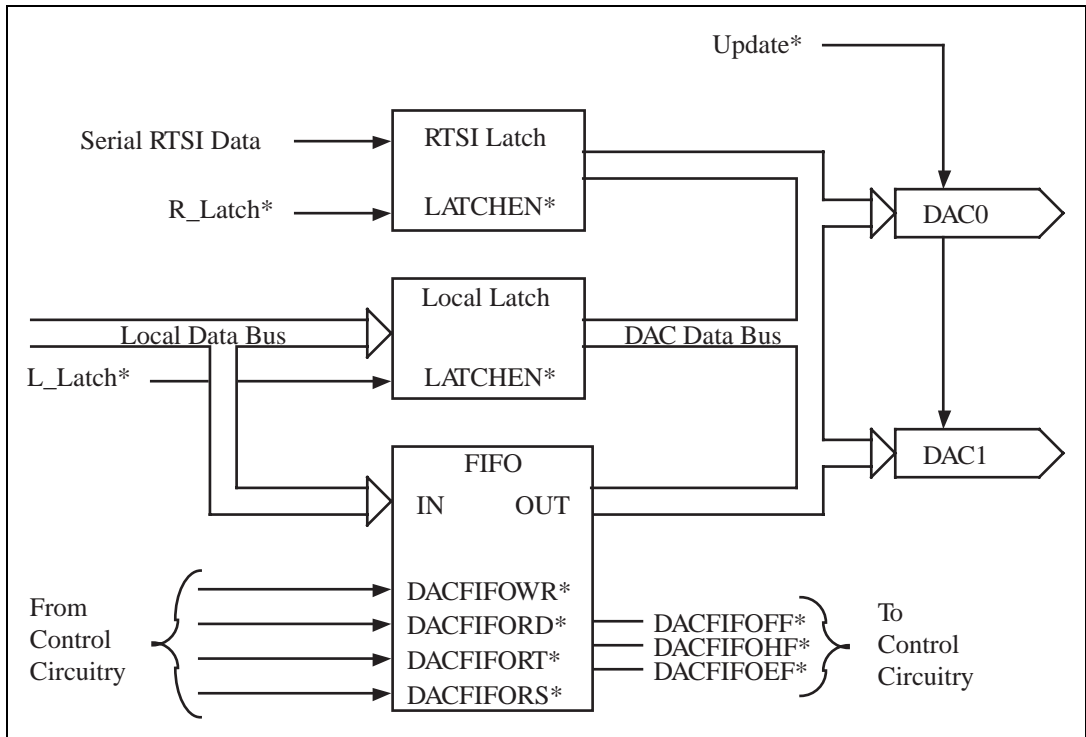 Update*
Serial RTSI Data
RTSI Latch
R_Latch*
LATCHEN*
DAC0
Local Latch
Local Data Bus
DAC Data Bus
L_Latch*
LATCHEN*
FIFO
DAC1
IN OUT
From
Control
Circuitry
DACFIFOWR*
DACFIFORD*
DACFIFORT*
DACFIFORS*
DACFIFOFF*
DACFIFOHF*
DACFIFOEF*
To
Control
Circuitry